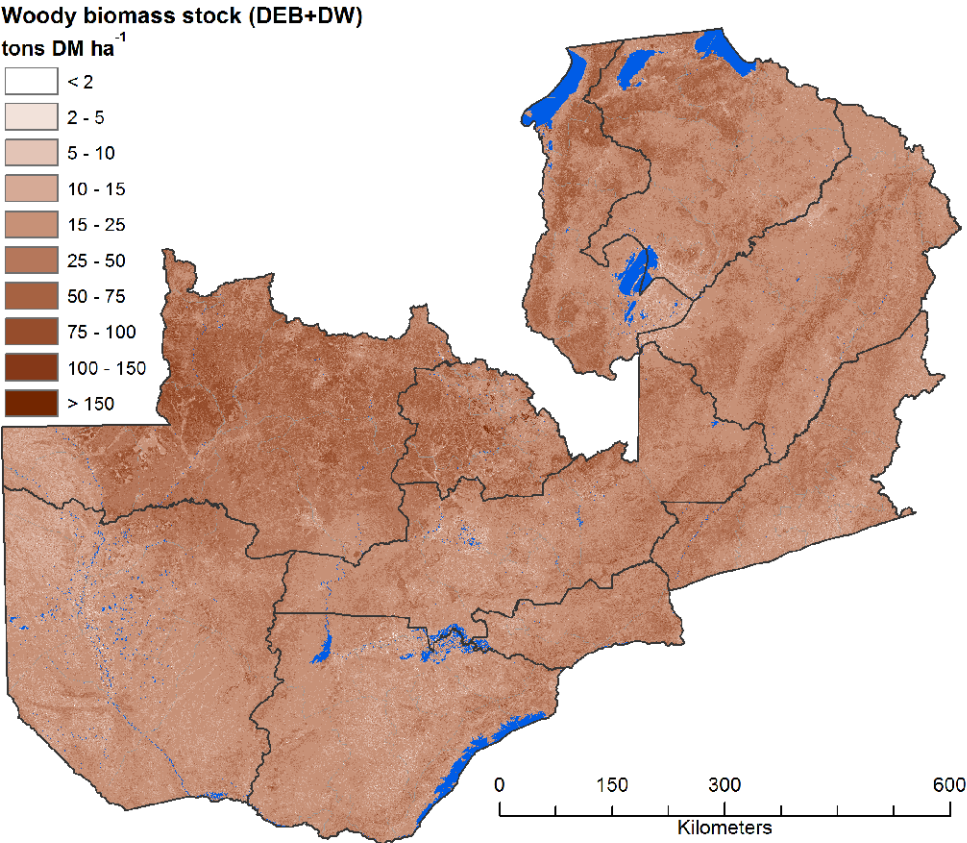 Woody biomass stock (DEB+DW)
tons DM ha⁻¹
< 2
2 - 5
5 - 10
10 - 15
15 - 25
25 - 50
50 - 75
75 - 100
100 - 150
> 150
0 150 300 600
Kilometers